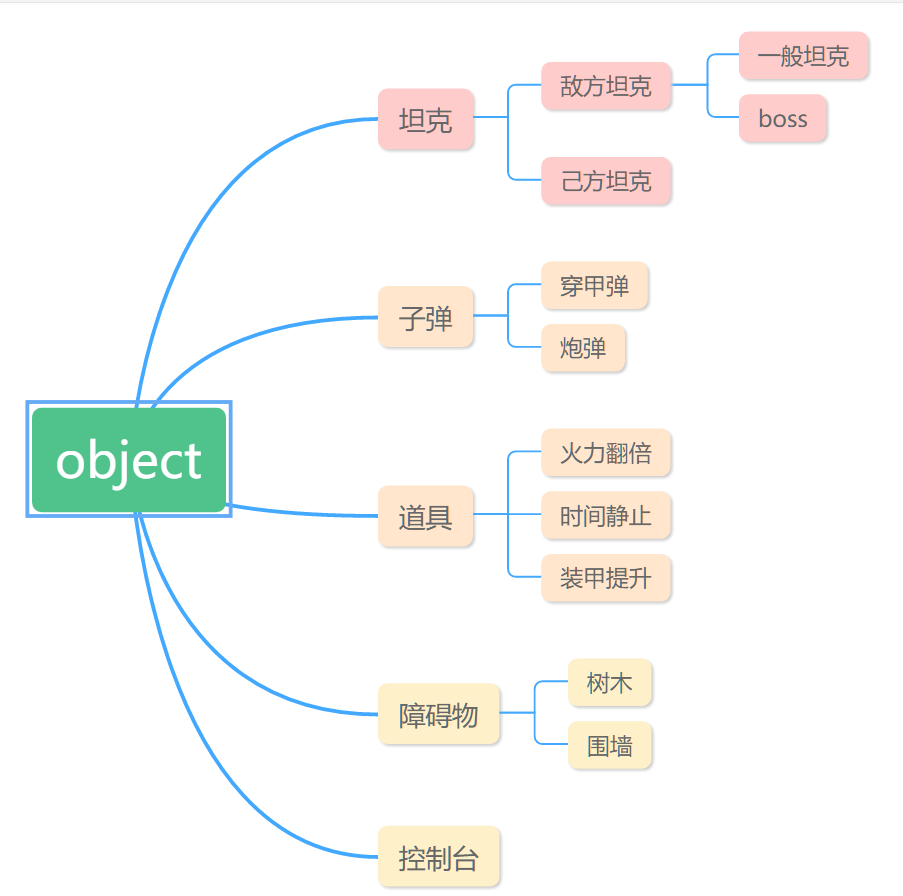 object
坦克
敌方坦克
一般坦克
boss
己方坦克
子弹
穿甲弹
炮弹
道具
火力翻倍
时间静止
装甲提升
障碍物
树木
围墙
控制台